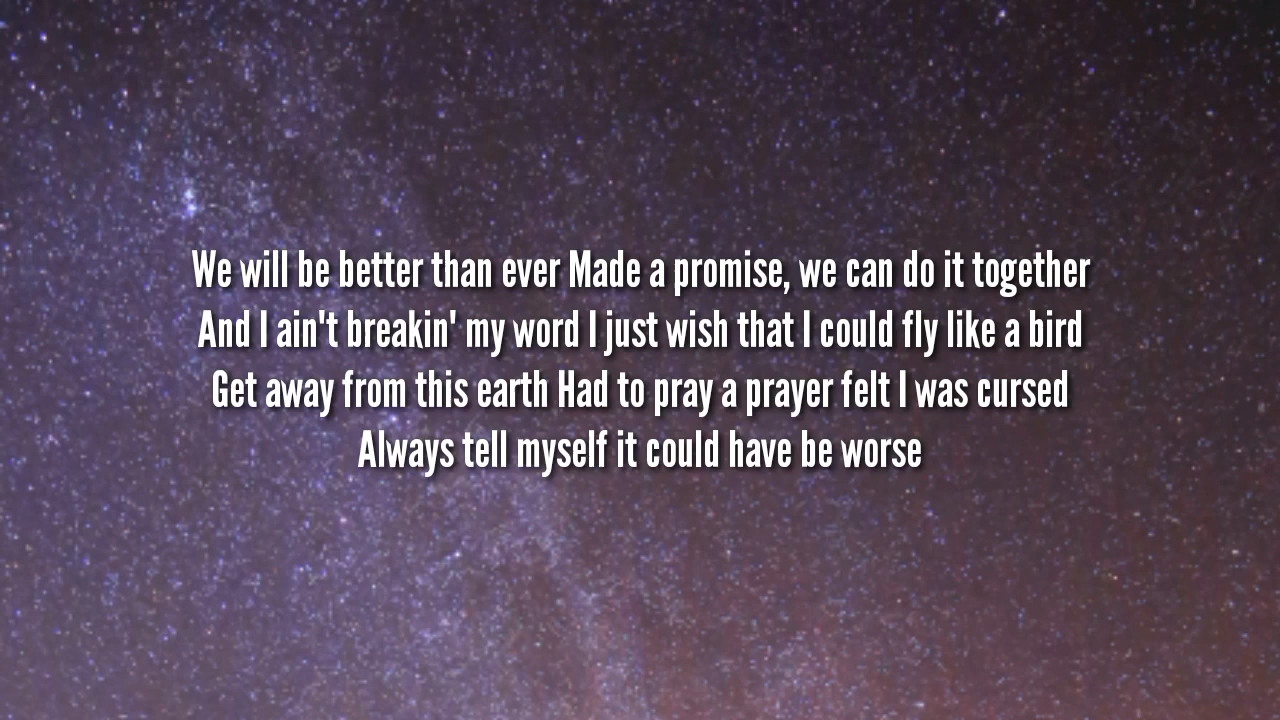 We will be better than ever Made a promise, we can do it together
And I ain't breakin' my word I just wish that I could fly like a bird
Get away from this earth Had to pray a prayer felt I was cursed
Always tell myself it could have be worse